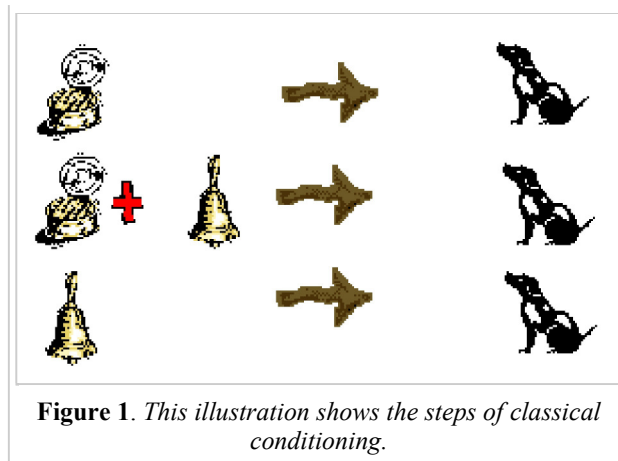 Figure 1. This illustration shows the steps of classical
conditioning.